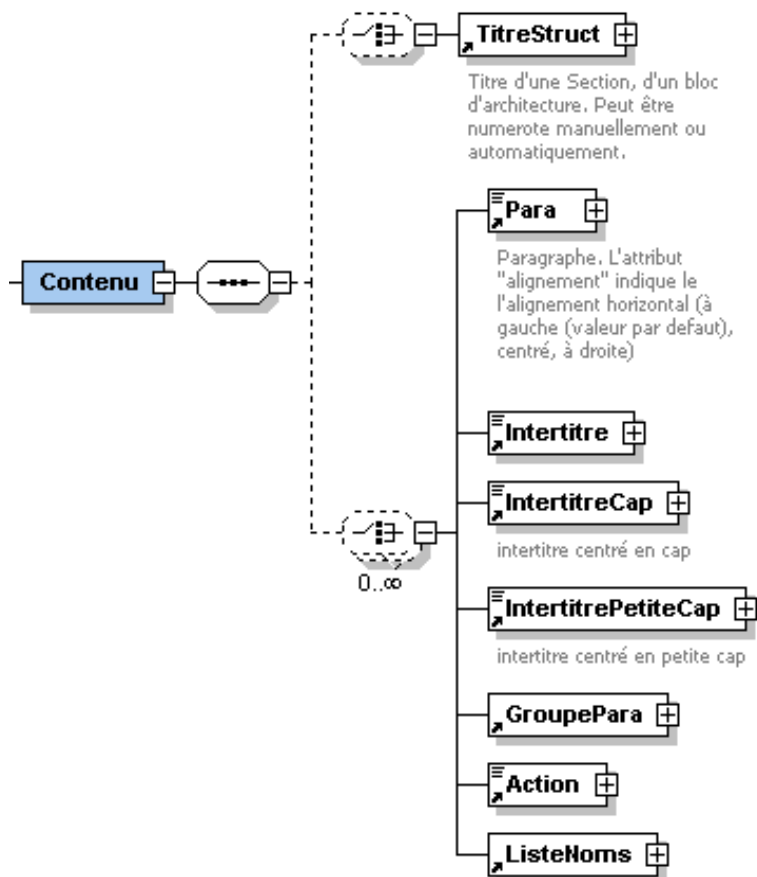 TitreStruct
Titre d'une Section, d'un bloc
d'architecture. Peut être
numerote manuellement ou
automatiquement.
Para
Paragraphe. L'attribut
"alignement" indique le
l'alignement horizontal (à
gauche (valeur par defaut),
centré, à droite)
Contenu
Intertitre
IntertitreCap
intertitre centré en cap
0..∞
IntertitrePetiteCap
intertitre centré en petite cap
GroupePara
Action
ListeNoms